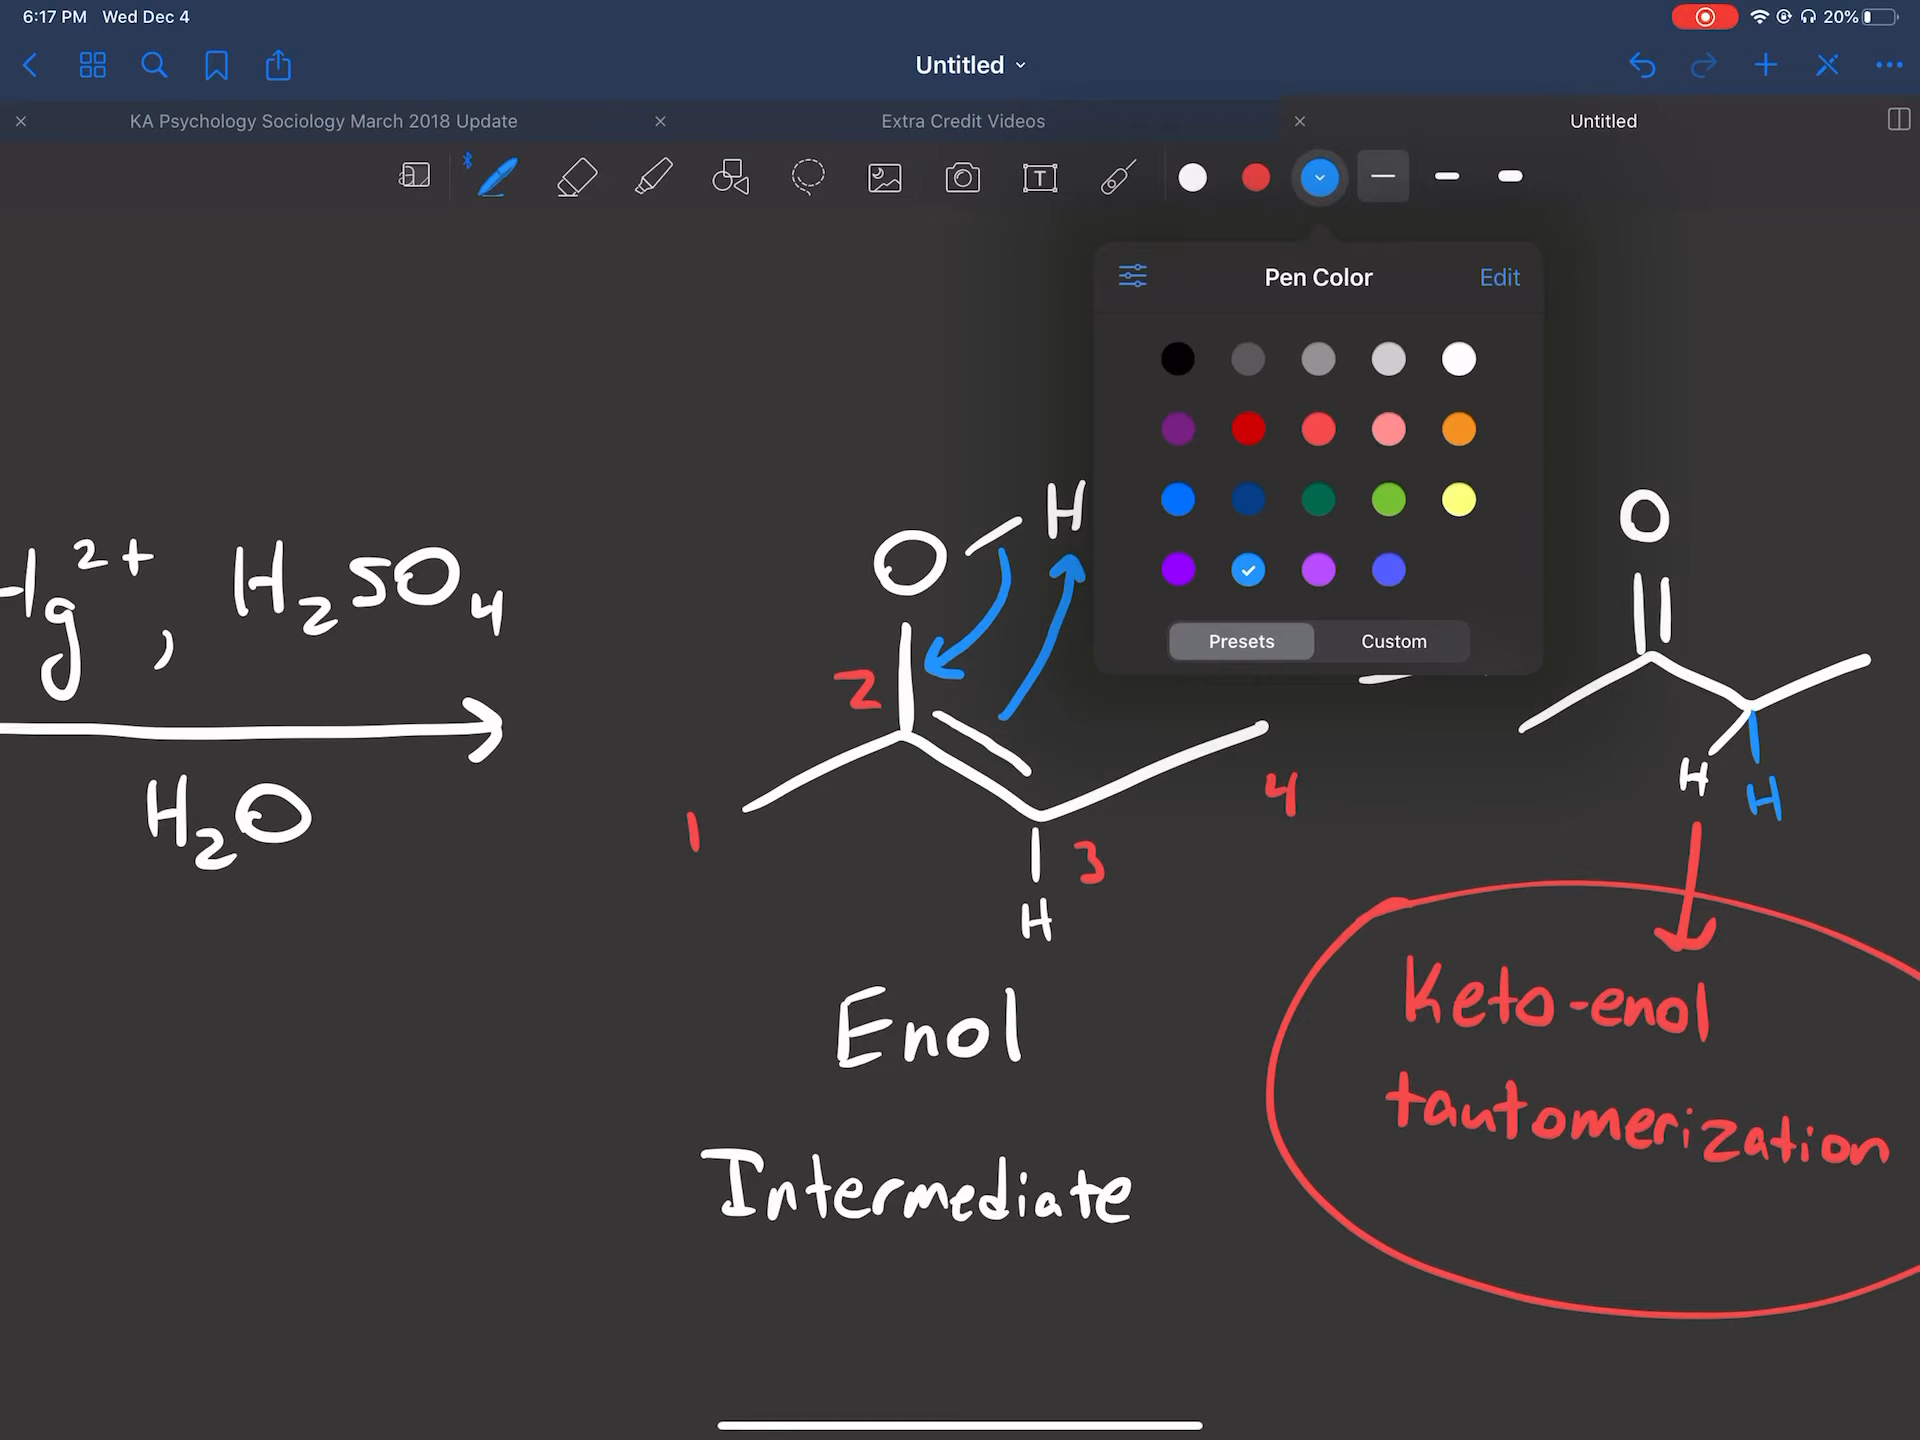 6:17 PM Wed Dec 4
20%
Untitled
KA Psychology Sociology March 2018 Update
Extra Credit Videos
Untitled
T
Pen Color
Edit
Presets
Custom
Hg²⁺, H₂SO₄
H₂O
O H
2
1
4
3
H
Enol
Intermediate
O
H H
Keto-enol
tautomerization